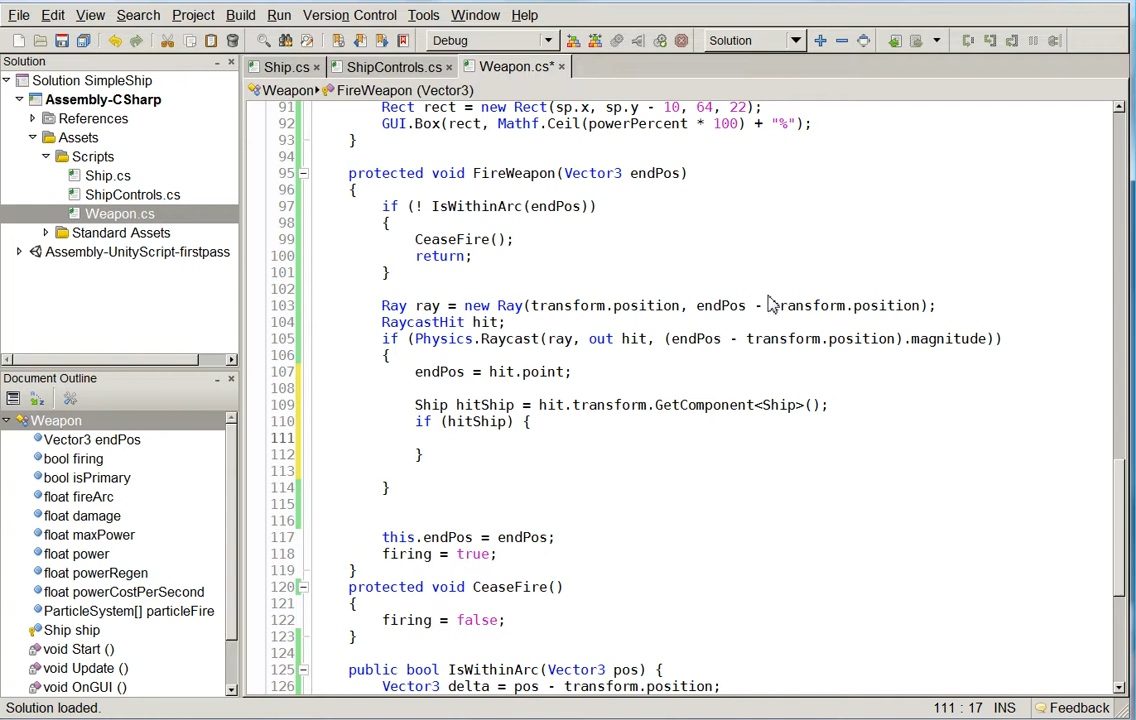 File Edit View Search Project Build Run Version Control Tools Window Help
Debug Solution
Solution
Solution SimpleShip
Assembly-CSharp
References
Assets
Scripts
Ship.cs
ShipControls.cs
Weapon.cs
Standard Assets
Assembly-UnityScript-firstpass
Document Outline
Weapon
Vector3 endPos
bool firing
bool isPrimary
float fireArc
float damage
float maxPower
float power
float powerRegen
float powerCostPerSecond
ParticleSystem[] particleFire
Ship ship
void Start ()
void Update ()
void OnGUI ()
Ship.cs × ShipControls.cs × Weapon.cs* ×
Weapon FireWeapon (Vector3)
91 Rect rect = new Rect(sp.x, sp.y - 10, 64, 22);
92 GUI.Box(rect, Mathf.Ceil(powerPercent * 100) + "%");
93 }
94
95 protected void FireWeapon(Vector3 endPos)
96 {
97 if (! IsWithinArc(endPos))
98 {
99 CeaseFire();
100 return;
101 }
102
103 Ray ray = new Ray(transform.position, endPos - transform.position);
104 RaycastHit hit;
105 if (Physics.Raycast(ray, out hit, (endPos - transform.position).magnitude))
106 {
107 endPos = hit.point;
108
109 Ship hitShip = hit.transform.GetComponent<Ship>();
110 if (hitShip) {
111
112 }
113
114 }
115
116
117 this.endPos = endPos;
118 firing = true;
119 }
120 protected void CeaseFire()
121 {
122 firing = false;
123 }
124
125 public bool IsWithinArc(Vector3 pos) {
126 Vector3 delta = pos - transform.position;
Solution loaded. 111 : 17 INS Feedback